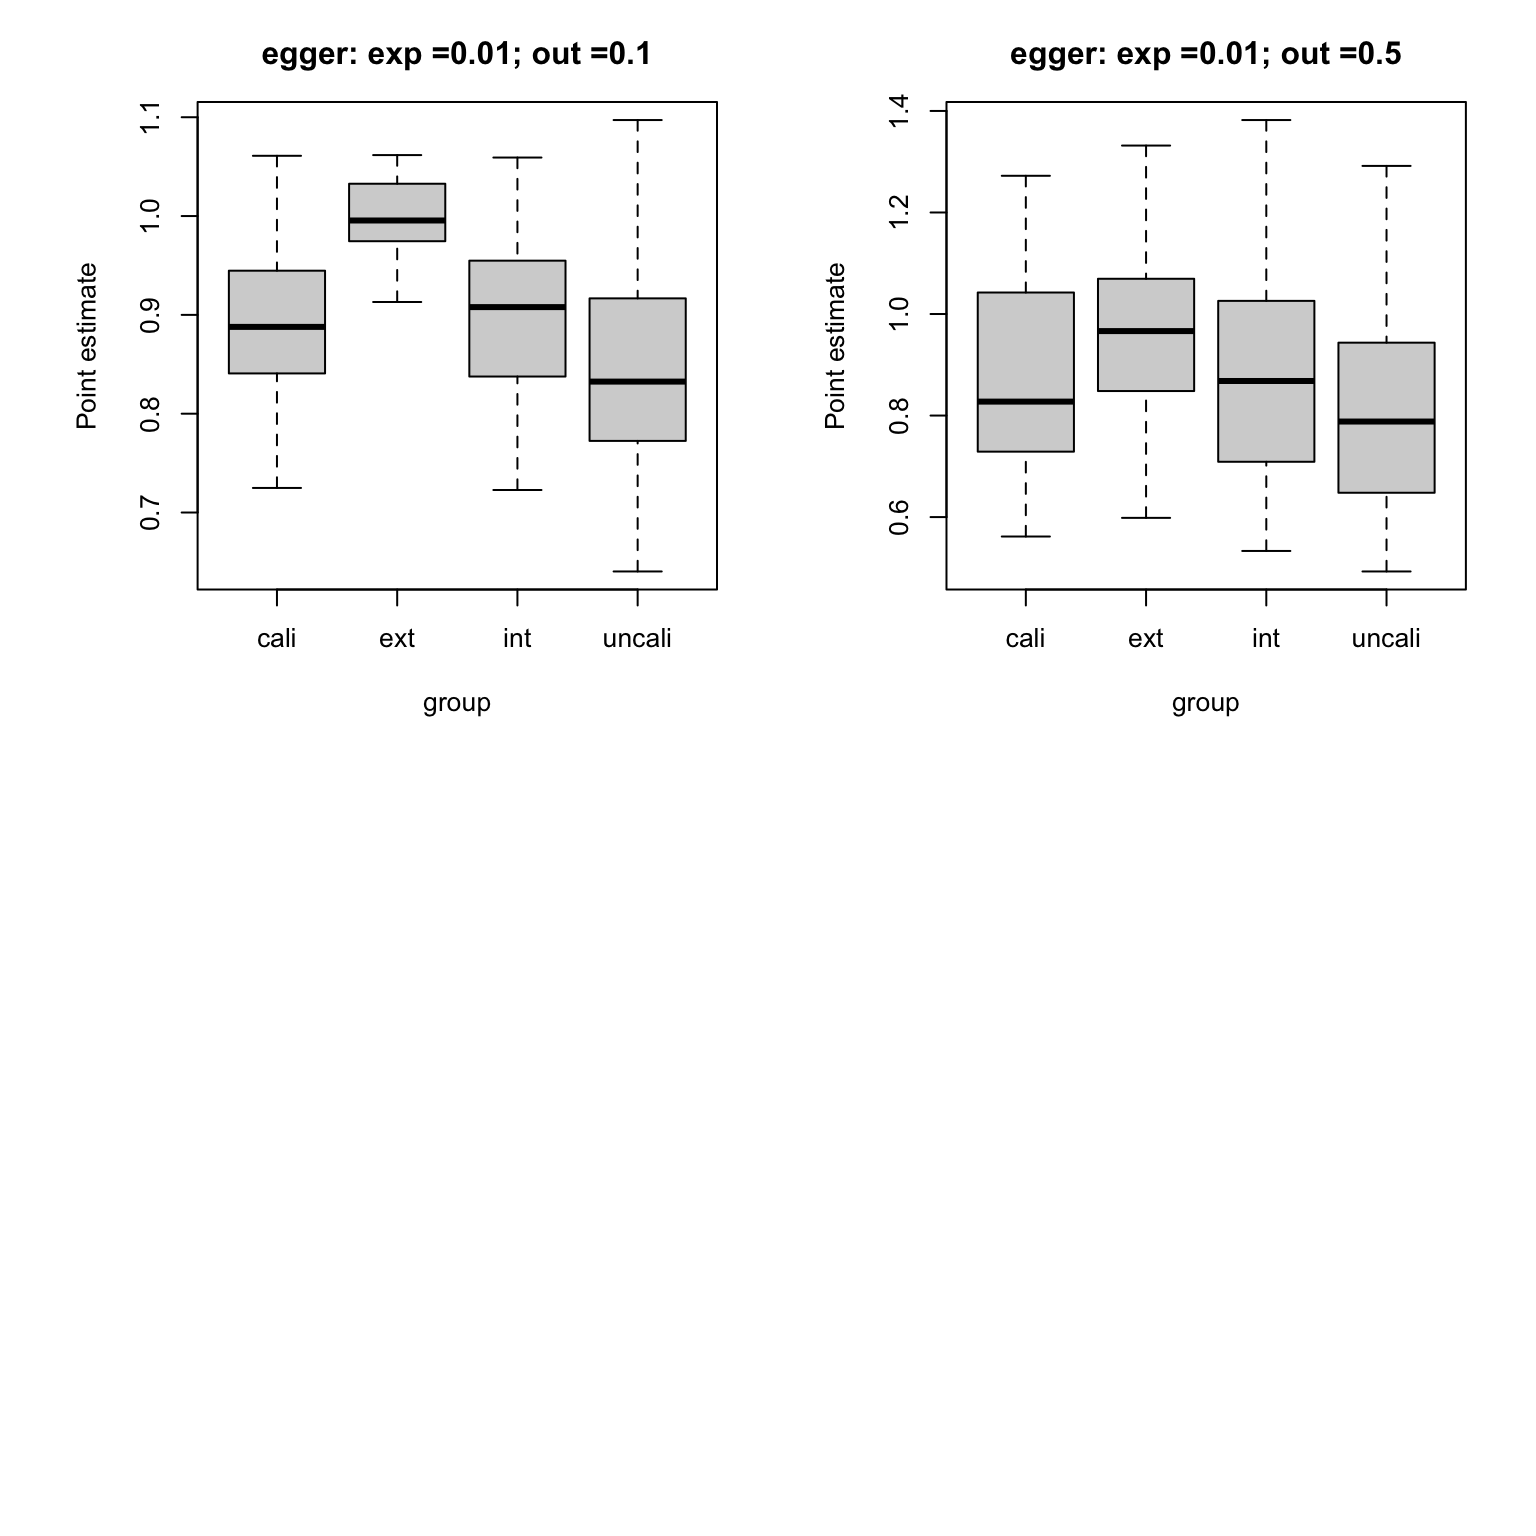 egger: exp =0.01; out =0.1
Point estimate
1.1
1.0
0.9
0.8
0.7
cali ext int uncali
group
egger: exp =0.01; out =0.5
Point estimate
1.4
1.2
1.0
0.8
0.6
cali ext int uncali
group